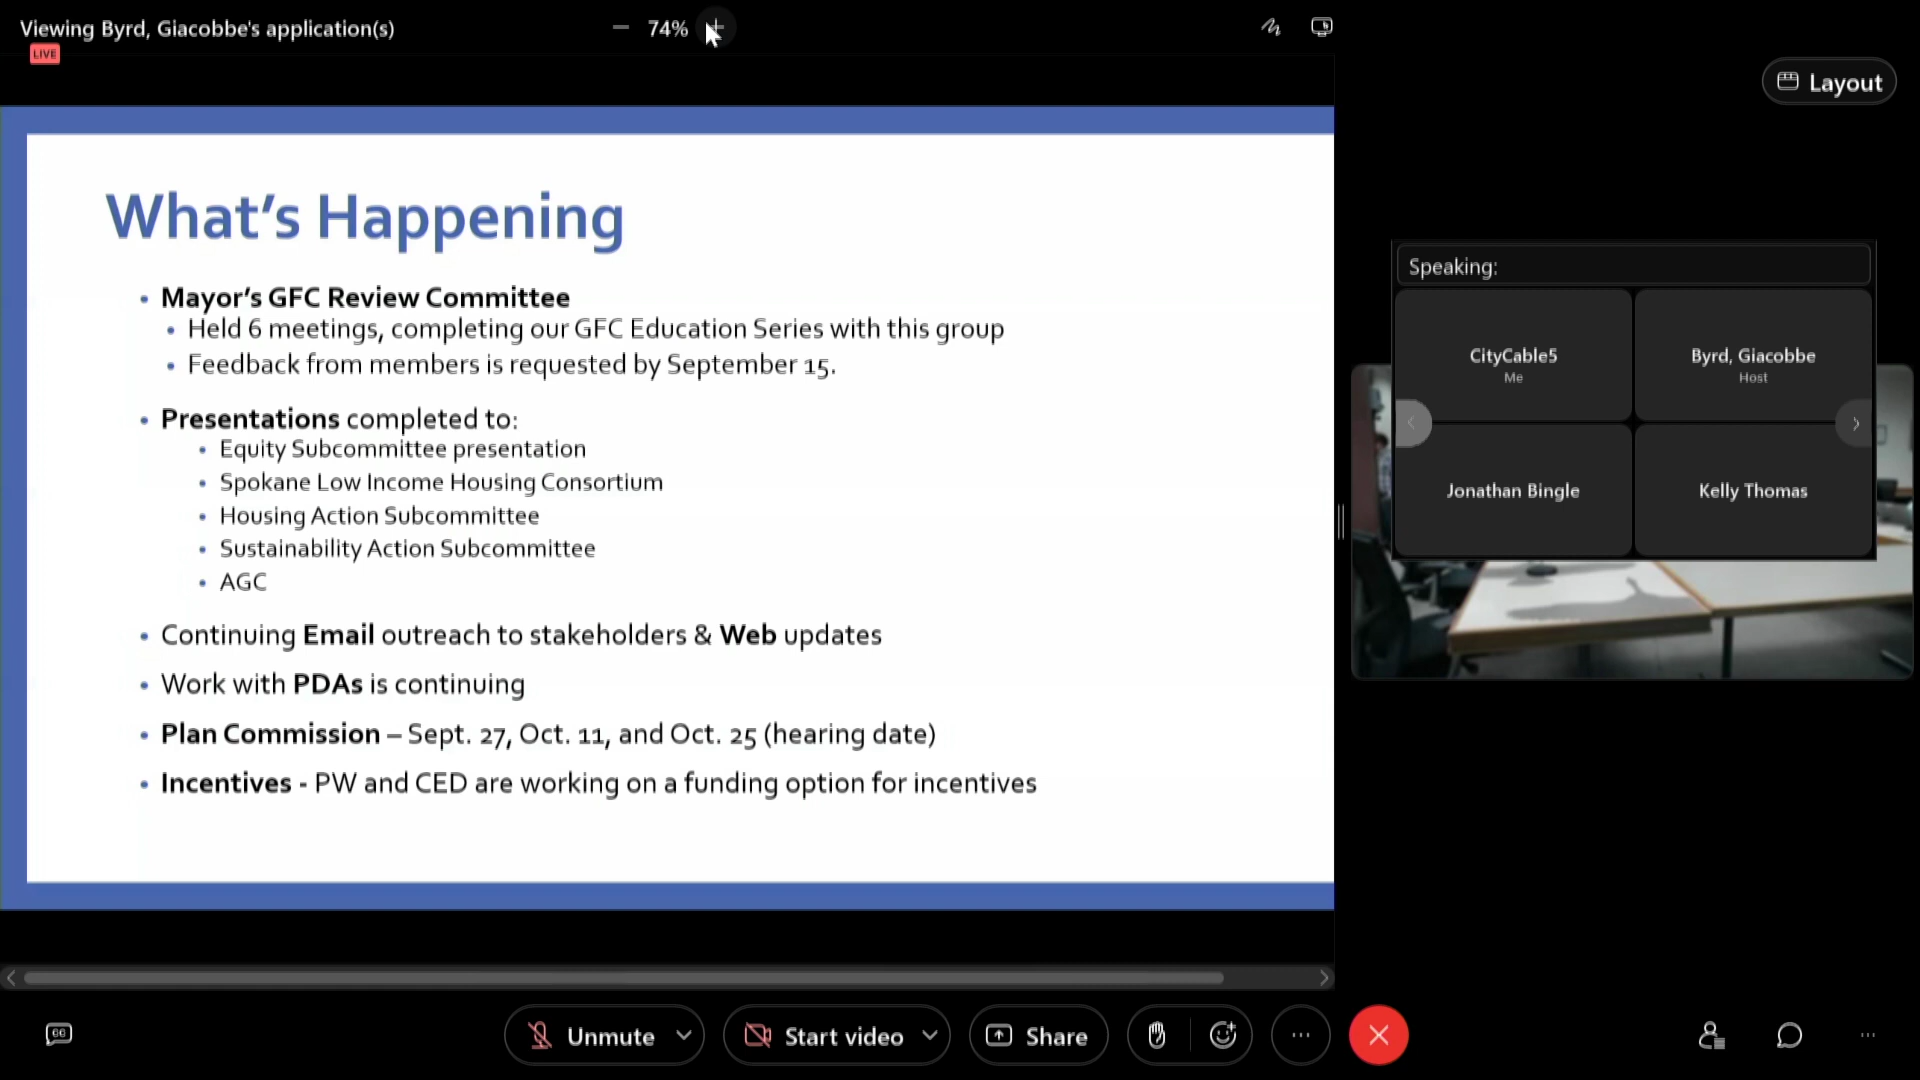 Viewing Byrd, Giacobbe's application(s)
74%
LIVE
Layout
What's Happening
Mayor's GFC Review Committee
Held 6 meetings, completing our GFC Education Series with this group
Feedback from members is requested by September 15.
Presentations completed to:
Equity Subcommittee presentation
Spokane Low Income Housing Consortium
Housing Action Subcommittee
Sustainability Action Subcommittee
AGC
Continuing Email outreach to stakeholders & Web updates
Work with PDAs is continuing
Plan Commission – Sept. 27, Oct. 11, and Oct. 25 (hearing date)
Incentives - PW and CED are working on a funding option for incentives
Speaking:
CityCable5
Me
Byrd, Giacobbe
Host
Jonathan Bingle
Kelly Thomas
Unmute
Start video
Share